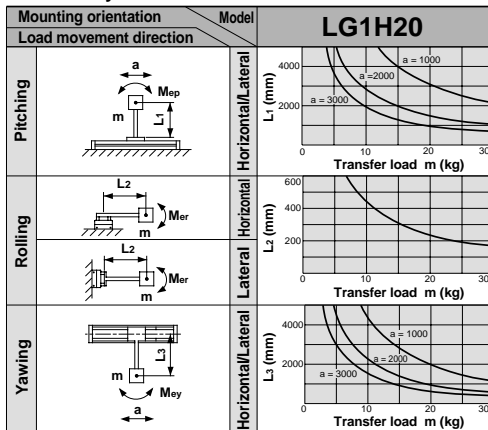 Mounting orientation
Model
Load movement direction
LG1H20
Pitching
a
Mep
m
L1
Horizontal/Lateral
L1 (mm)
4000
2000
a = 1000
a =2000
a = 3000
10
20
30
Transfer load m (kg)
Rolling
L2
Mer
m
Horizontal
L2
Mer
m
Lateral
L2 (mm)
600
400
200
10
20
30
Transfer load m (kg)
Yawing
L3
m
Mey
a
Horizontal/Lateral
L3 (mm)
4000
2000
a = 1000
a = 2000
a = 3000
10
20
30
Transfer load m (kg)